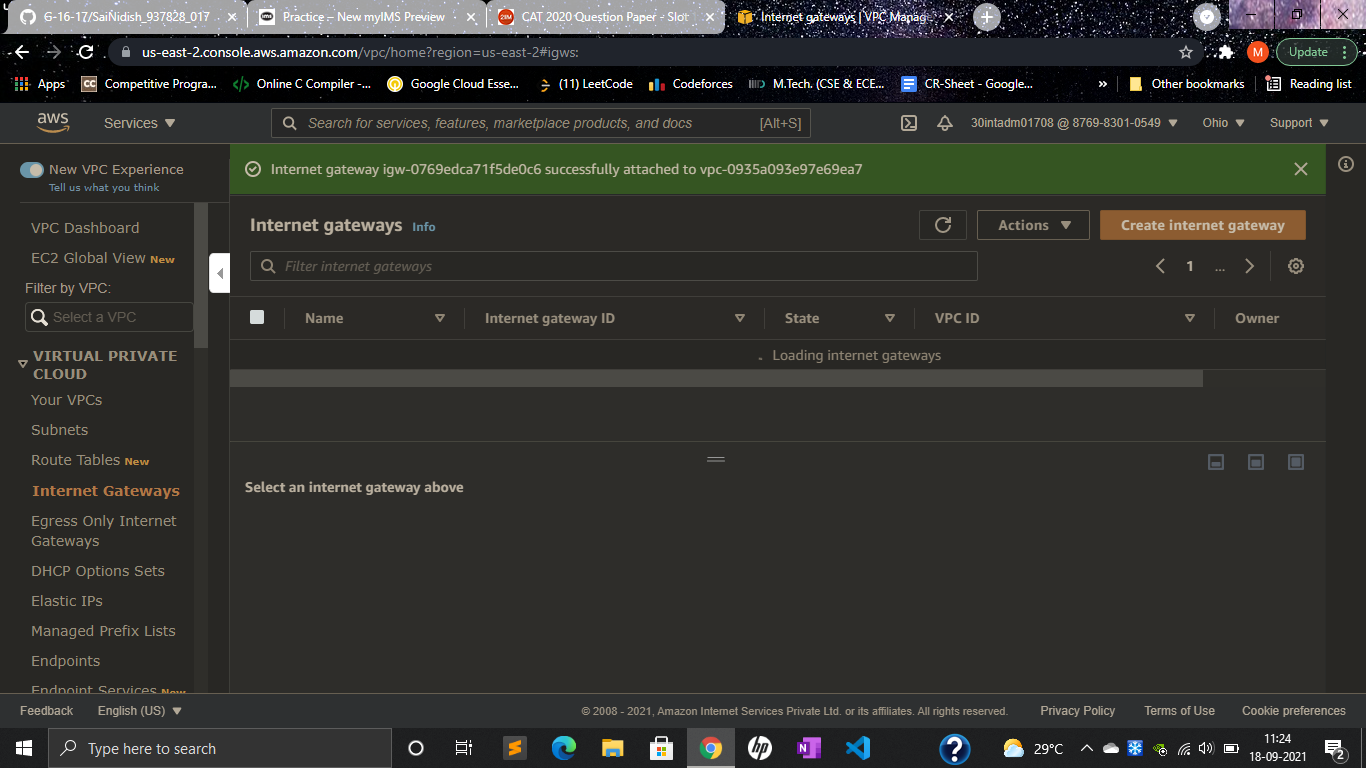 G-16-17/SaiNidish_937828_017
Practice – New myIMS Preview
CAT 2020 Question Paper - Slot
Internet gateways | VPC Manag
us-east-2.console.aws.amazon.com/vpc/home?region=us-east-2#igws:
M
Update
Apps
Competitive Progra...
Online C Compiler -...
Google Cloud Esse...
(11) LeetCode
Codeforces
M.Tech. (CSE & ECE...
CR-Sheet - Google...
»
Other bookmarks
Reading list
aws
Services
Search for services, features, marketplace products, and docs
[Alt+S]
30intadm01708 @ 8769-8301-0549
Ohio
Support
New VPC Experience
Tell us what you think
Internet gateway igw-0769edca71f5de0c6 successfully attached to vpc-0935a093e97e69ea7
VPC Dashboard
EC2 Global View New
Filter by VPC:
Select a VPC
VIRTUAL PRIVATE
CLOUD
Your VPCs
Subnets
Route Tables New
Internet Gateways
Egress Only Internet
Gateways
DHCP Options Sets
Elastic IPs
Managed Prefix Lists
Endpoints
Endpoint Services New
Internet gateways Info
Actions
Create internet gateway
Filter internet gateways
1
...
Name
Internet gateway ID
State
VPC ID
Owner
Loading internet gateways
Select an internet gateway above
Feedback
English (US)
© 2008 - 2021, Amazon Internet Services Private Ltd. or its affiliates. All rights reserved.
Privacy Policy
Terms of Use
Cookie preferences
Type here to search
29°C
11:24
18-09-2021
2